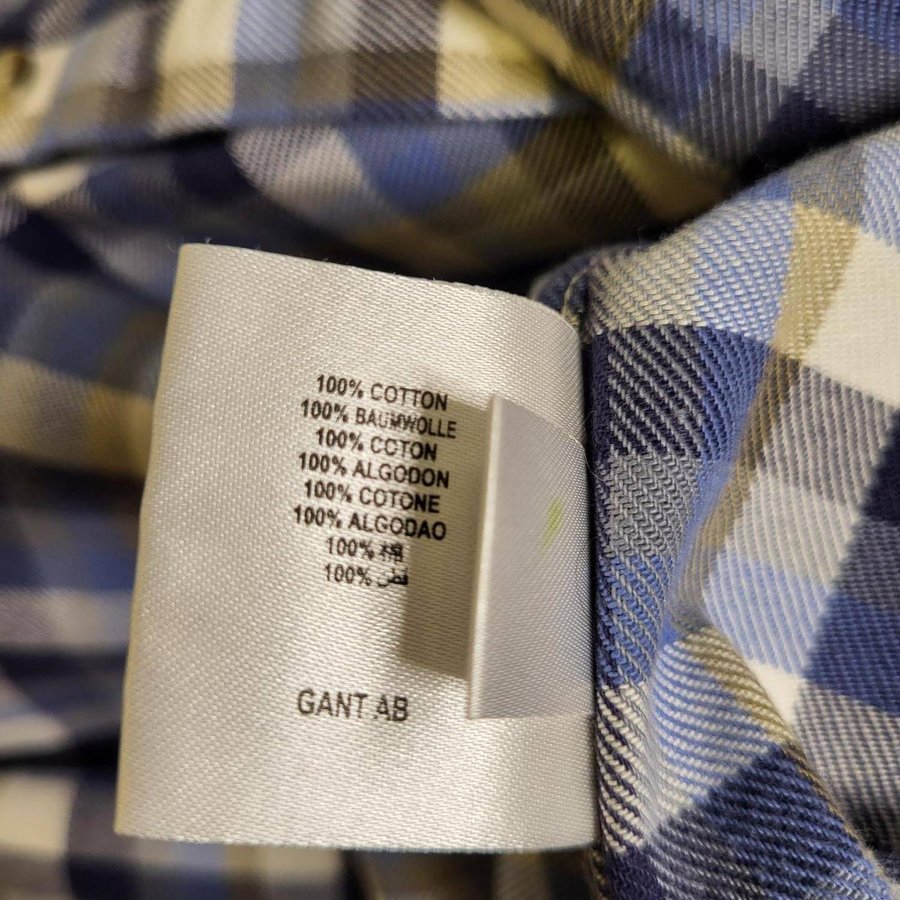 100% COTTON
100% BAUMWOLLE
100% COTON
100% ALGODON
100% COTONE
100% ALGODAO
100% 棉
100% قطن
GANT AB